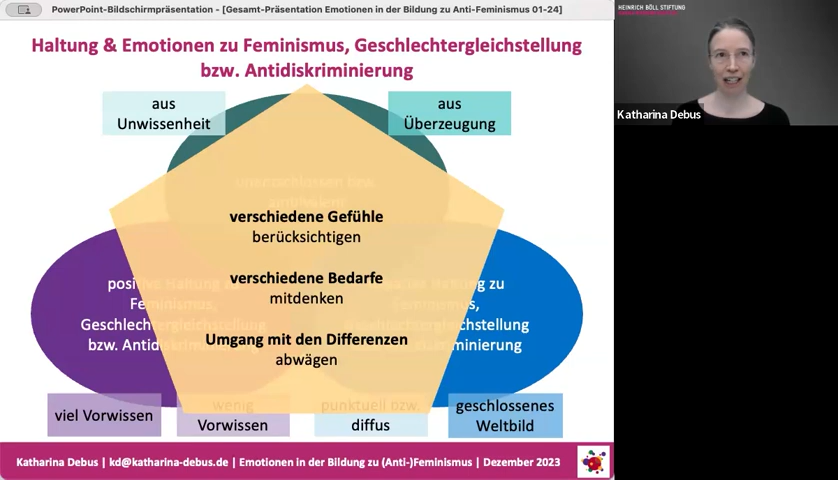 PowerPoint-Bildschirmpräsentation - [Gesamt-Präsentation Emotionen in der Bildung zu Anti-Feminismus 01-24]
HEINRICH BÖLL STIFTUNG
Katharina Debus
Haltung & Emotionen zu Feminismus, Geschlechtergleichstellung
bzw. Antidiskriminierung
aus
Unwissenheit
aus
Überzeugung
verschiedene Gefühle
berücksichtigen
verschiedene Bedarfe
mitdenken
Umgang mit den Differenzen
abwägen
zu
Geschlechtergleichstellung
bzw.
viel Vorwissen
wenig
Vorwissen
punktuell bzw.
diffus
geschlossenes
Weltbild
Katharina Debus | kd@katharina-debus.de | Emotionen in der Bildung zu (Anti-)Feminismus | Dezember 2023